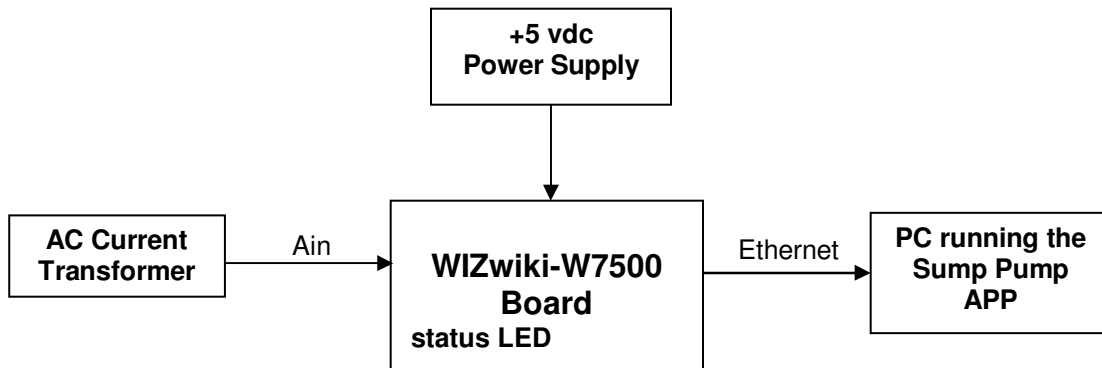 +5 vdc
Power Supply
AC Current
Transformer
Ain
WIZwiki-W7500
Board
status LED
Ethernet
PC running the
Sump Pump
APP